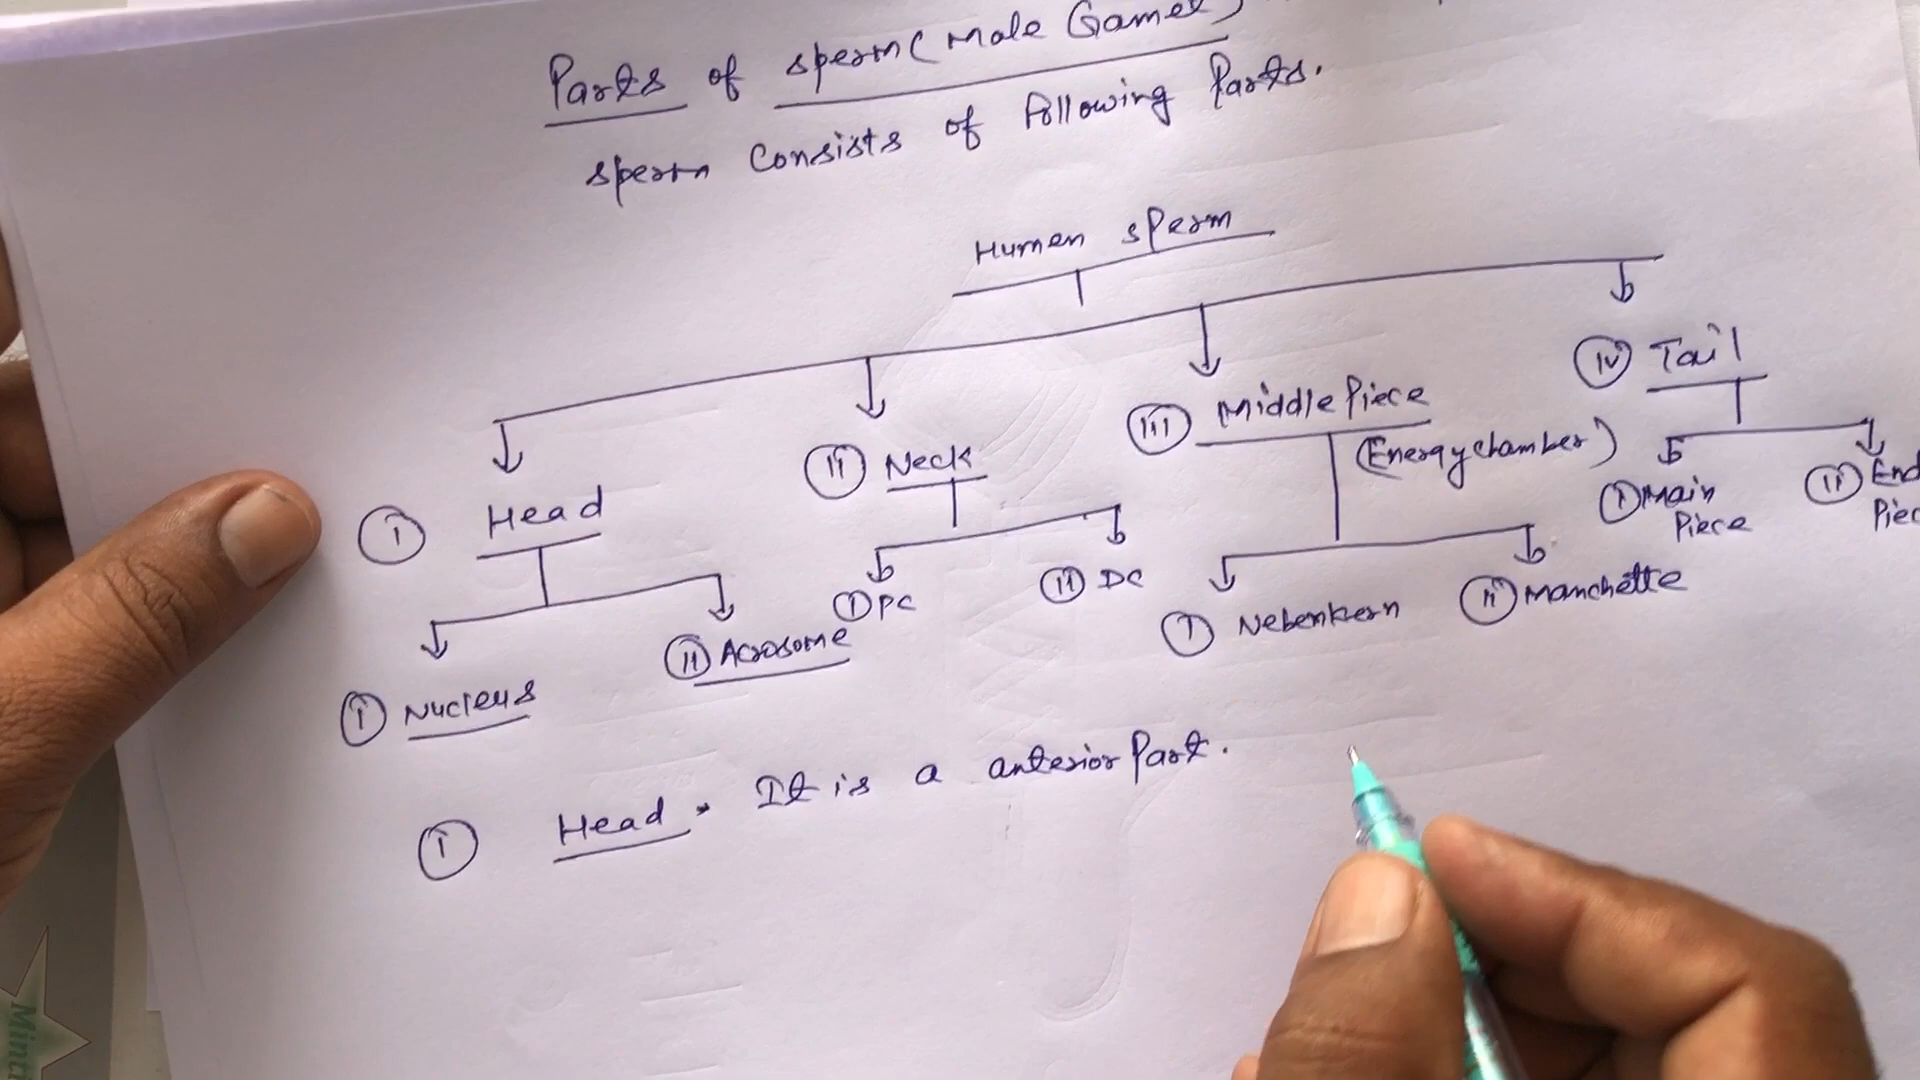 Parts of sperm (Male Gamet)
sperm consists of following Parts.
Human sperm
I Head
II Neck
III Middle Piece
(Energy chamber)
IV Tail
I Nucleus
II Acrosome
I PC
II DC
I Nebenkern
II Manchette
I Main Piece
II End Piec
I Head • It is a anterior Part.
Mint